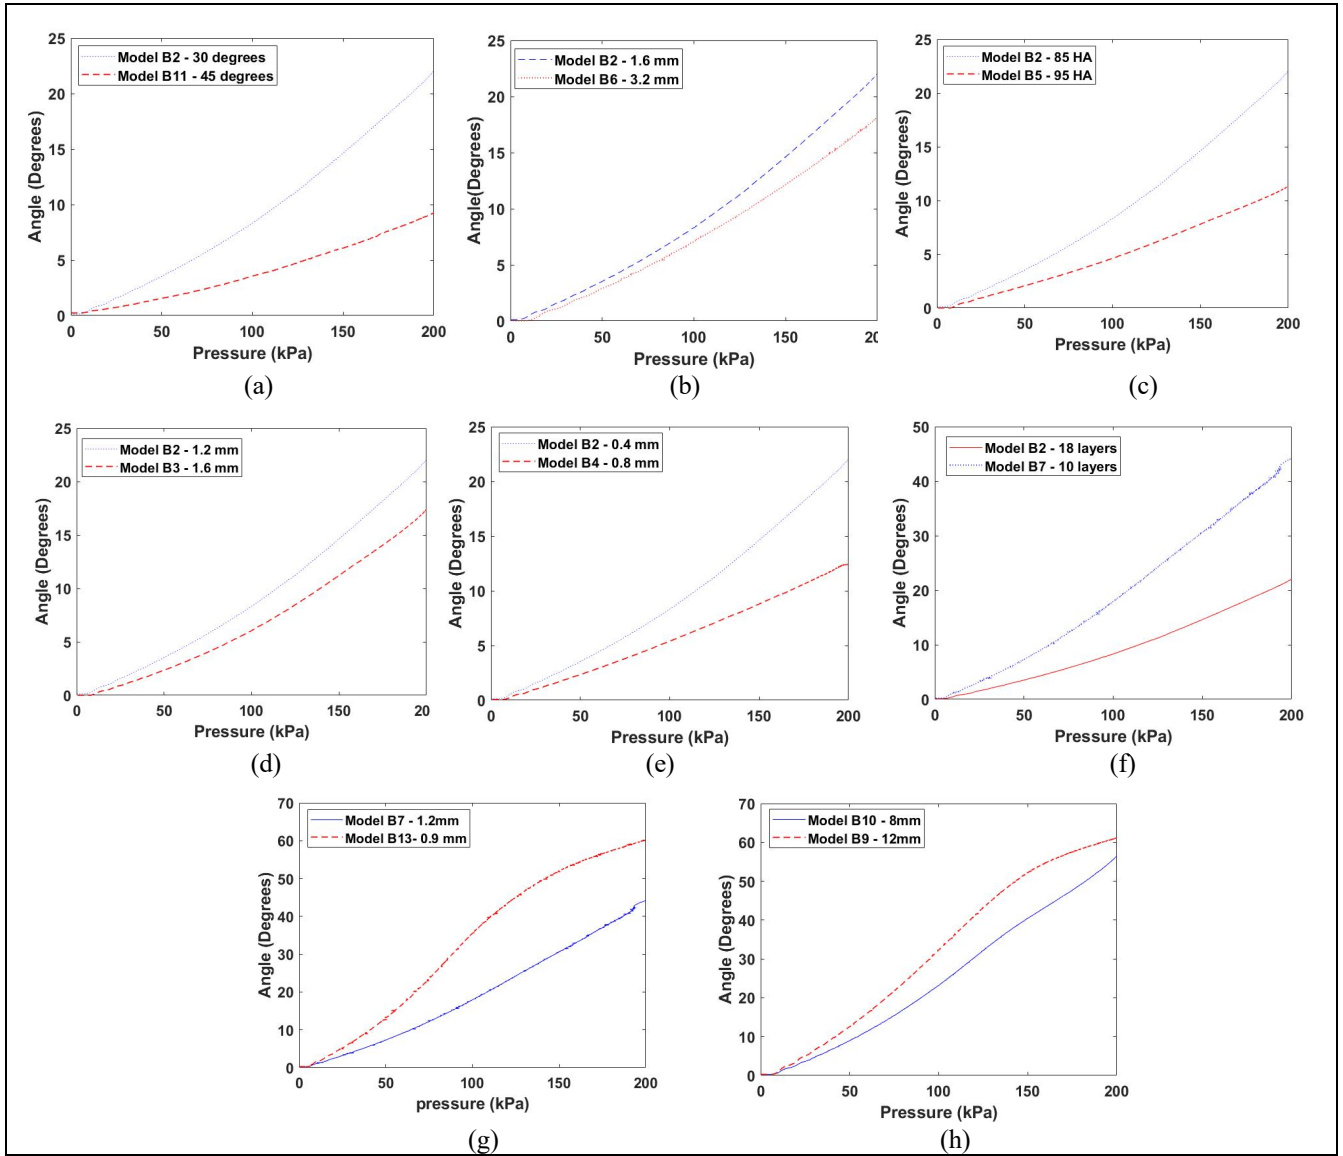 25
20
15
10
5
0
Angle (Degrees)
Model B2 - 30 degrees
Model B11 - 45 degrees
0 50 100 150 200
Pressure (kPa)
(a)
25
20
15
10
5
0
Angle(Degrees)
Model B2 - 1.6 mm
Model B6 - 3.2 mm
0 50 100 150 20
Pressure (kPa)
(b)
25
20
15
10
5
0
Angle (Degrees)
Model B2 - 85 HA
Model B5 - 95 HA
0 50 100 150 200
Pressure (kPa)
(c)
25
20
15
10
5
0
Angle (Degrees)
Model B2 - 1.2 mm
Model B3 - 1.6 mm
0 50 100 150 20
Pressure (kPa)
(d)
25
20
15
10
5
0
Angle (Degrees)
Model B2 - 0.4 mm
Model B4 - 0.8 mm
0 50 100 150 200
Pressure (kPa)
(e)
50
40
30
20
10
0
Angle (Degrees)
Model B2 - 18 layers
Model B7 - 10 layers
0 50 100 150 200
Pressure (kPa)
(f)
70
60
50
40
30
20
10
0
Angle (Degrees)
Model B7 - 1.2mm
Model B13- 0.9 mm
0 50 100 150 200
pressure (kPa)
(g)
70
60
50
40
30
20
10
0
Angle (Degrees)
Model B10 - 8mm
Model B9 - 12mm
0 50 100 150 200
Pressure (kPa)
(h)